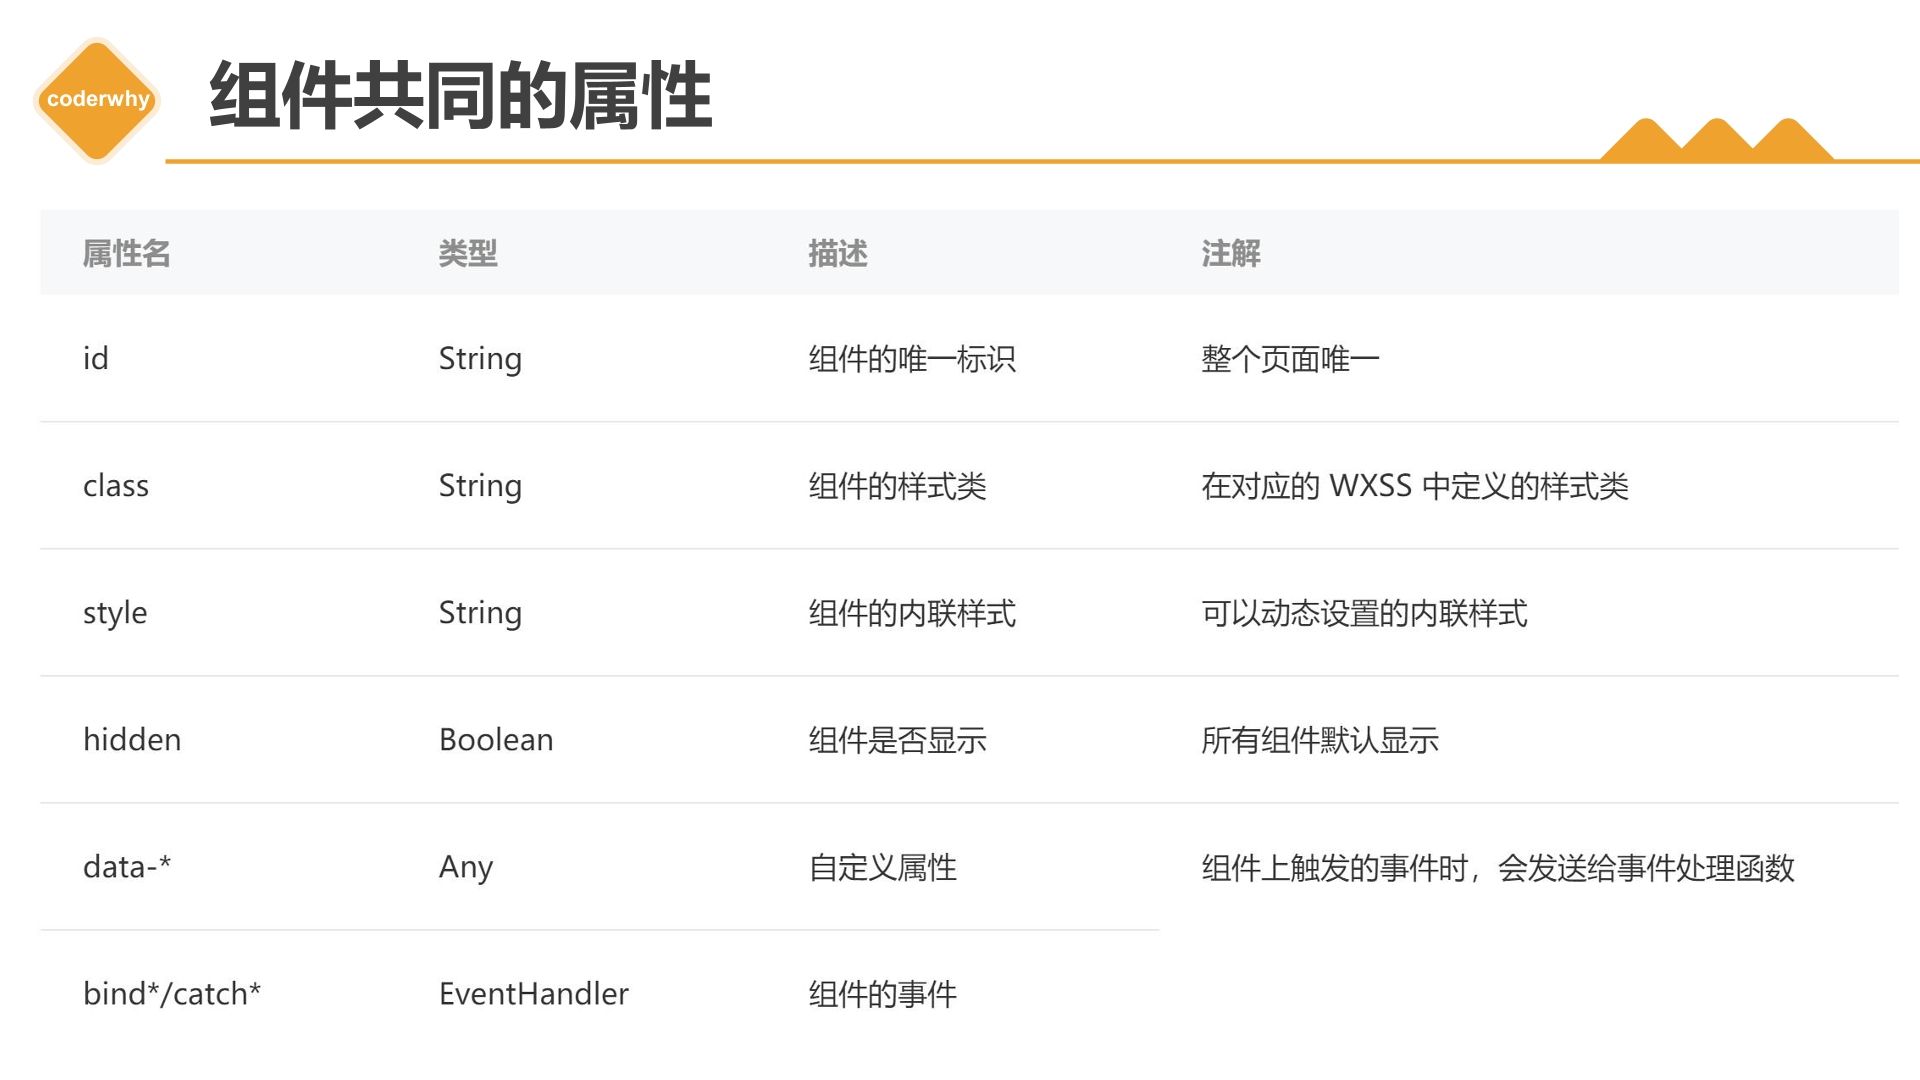 coderwhy
组件共同的属性
属性名 类型 描述 注解
id String 组件的唯一标识 整个页面唯一
class String 组件的样式类 在对应的 WXSS 中定义的样式类
style String 组件的内联样式 可以动态设置的内联样式
hidden Boolean 组件是否显示 所有组件默认显示
data-* Any 自定义属性 组件上触发的事件时，会发送给事件处理函数
bind*/catch* EventHandler 组件的事件